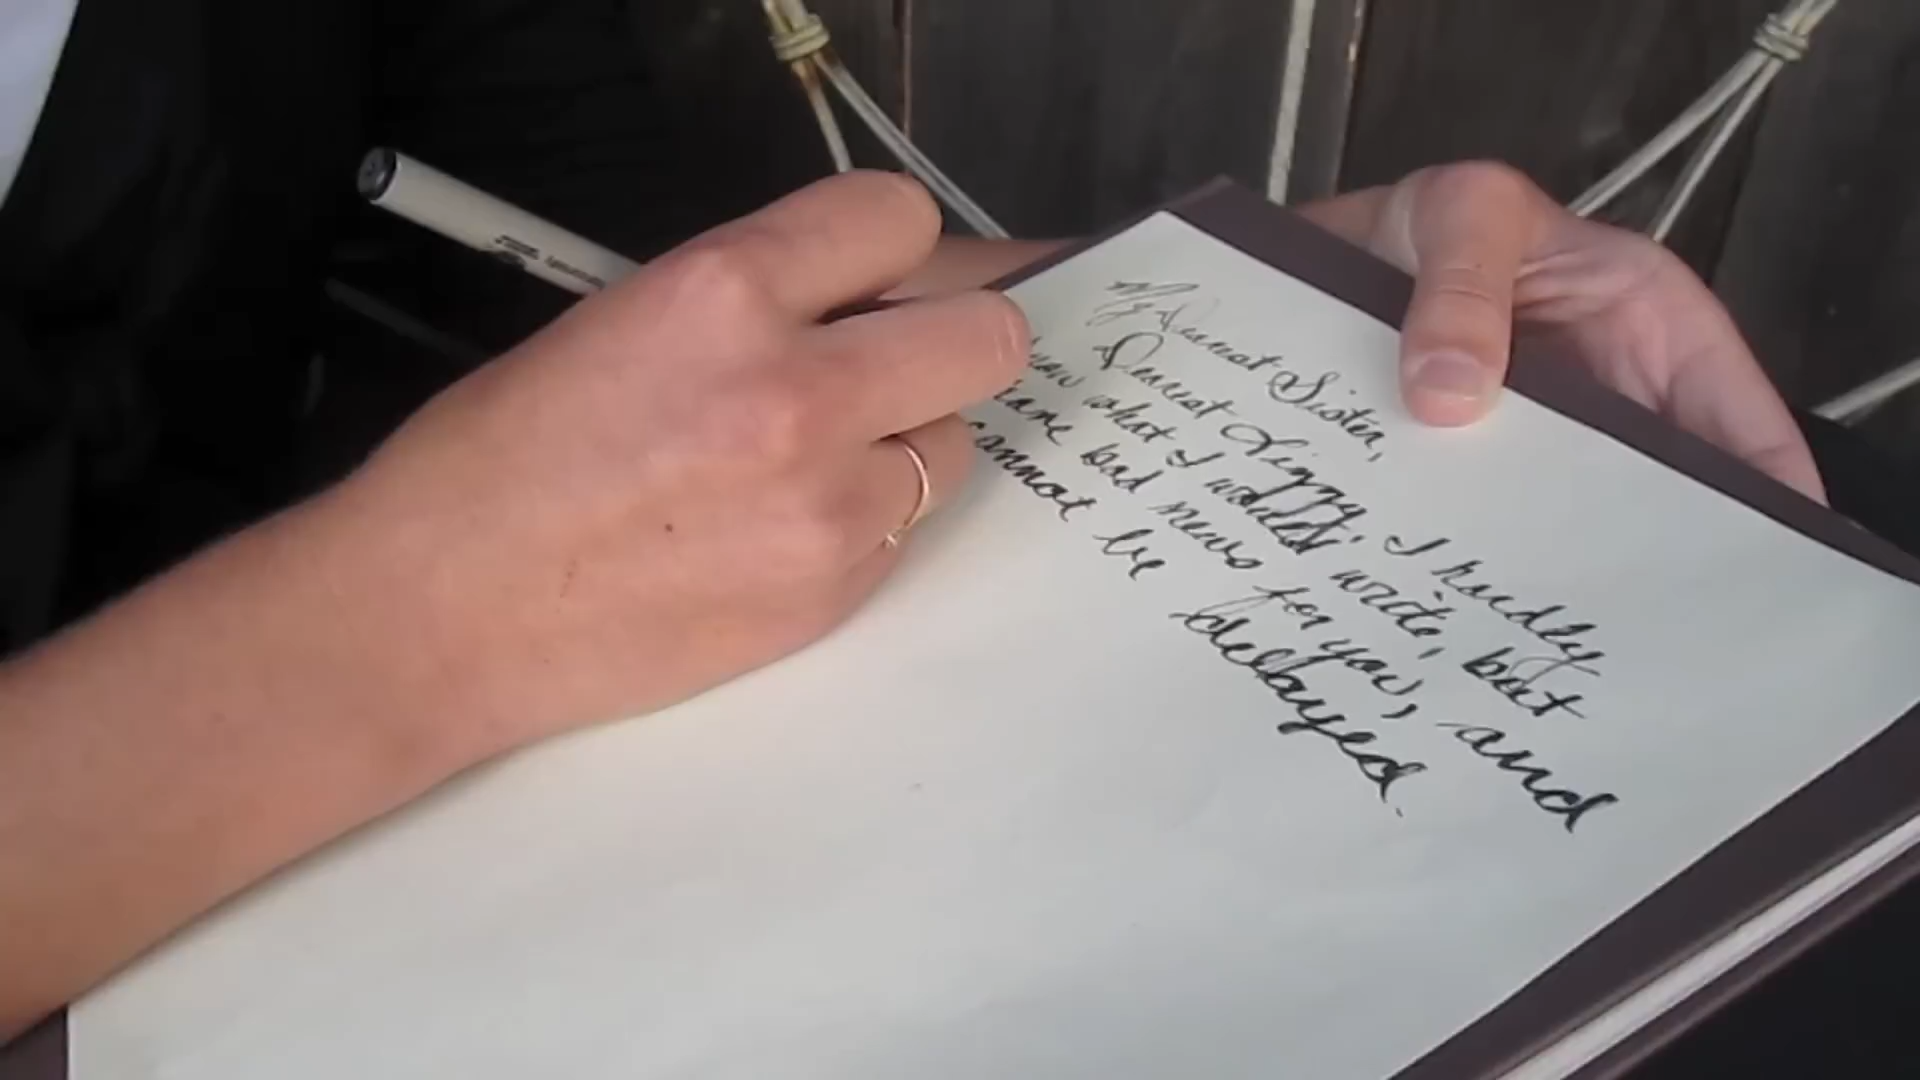 My Dearest Sister,
Dearest Lizzy, I hardly
know what I would write, but
have bad news for you, and
cannot be delayed.